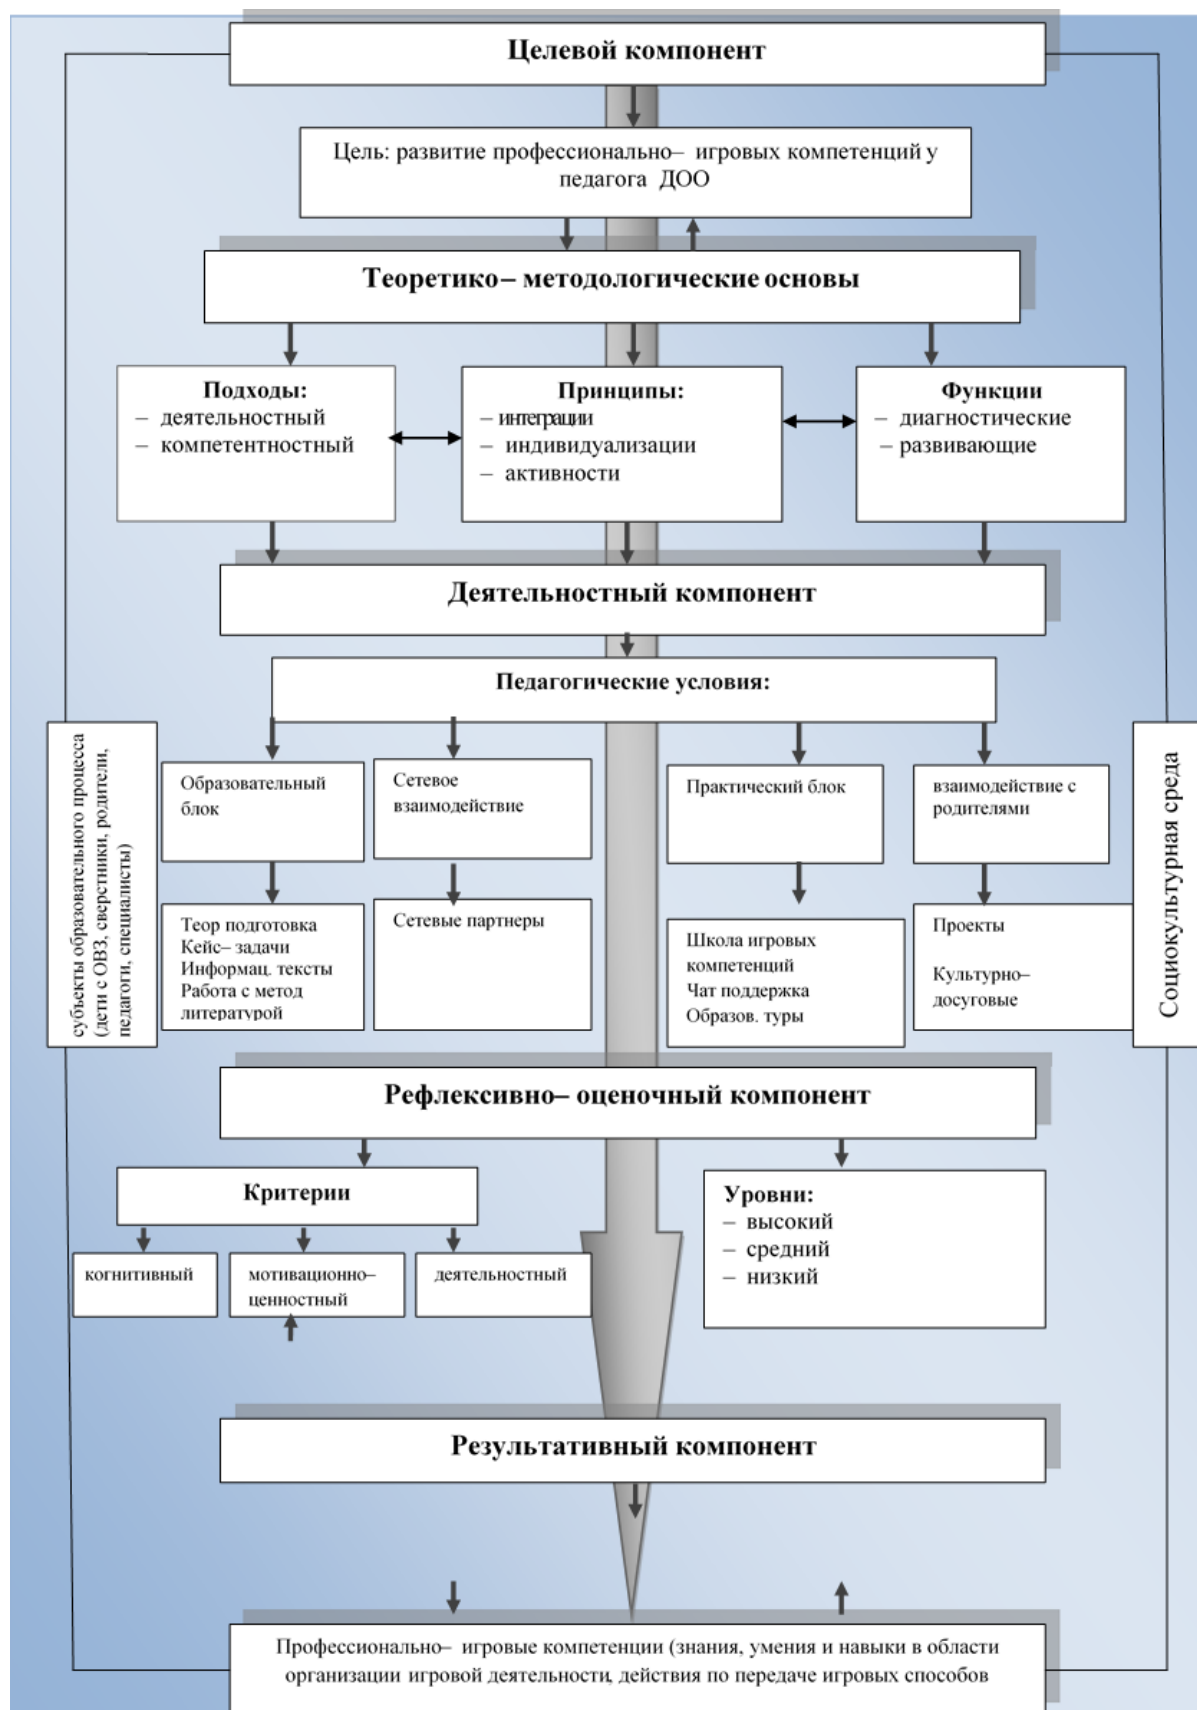 Целевой компонент
Цель: развитие профессионально– игровых компетенций у
педагога ДОО
Теоретико– методологические основы
Подходы:
– деятельностный
– компетентностный
Принципы:
– интеграции
– индивидуализации
– активности
Функции
– диагностические
– развивающие
Деятельностный компонент
Педагогические условия:
субъекты образовательного процесса
(дети с ОВЗ, сверстники, родители,
педагоги, специалисты)
Образовательный
блок
Сетевое
взаимодействие
Практический блок
взаимодействие с
родителями
Социокультурная среда
Теор подготовка
Кейс– задачи
Информац. тексты
Работа с метод
литературой
Сетевые партнеры
Школа игровых
компетенций
Чат поддержка
Образов. туры
Проекты
Культурно–
досуговые
Рефлексивно– оценочный компонент
Критерии
когнитивный
мотивационно–
ценностный
деятельностный
Уровни:
– высокий
– средний
– низкий
Результативный компонент
Профессионально– игровые компетенции (знания, умения и навыки в области
организации игровой деятельности, действия по передаче игровых способов